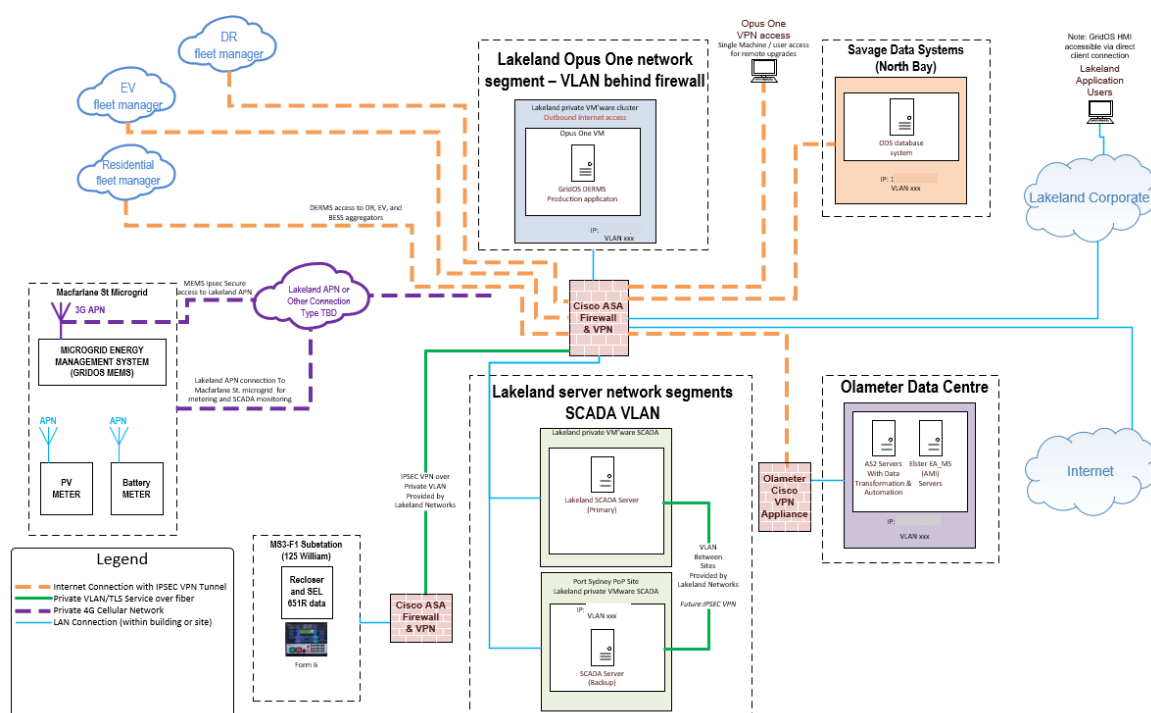 DR
fleet manager
EV
fleet manager
Residential
fleet manager
DERMS access to DR, EV, and
BESS aggregators
Lakeland Opus One network
segment – VLAN behind firewall
Lakeland private VM'ware cluster
Outbound internet access
Opus One VM
GridOS DERMS
Production application
IP:
VLAN xxx
Opus One
VPN access
Single Machine / user access
for remote upgrades
Savage Data Systems
(North Bay)
ODS database
system
IP:
VLAN xxx
Note: GridOS HMI
accessible via direct
client connection
Lakeland
Application
Users
Lakeland Corporate
Internet
Macfarlane St Microgrid
3G APN
MICROGRID ENERGY
MANAGEMENT SYSTEM
(GRIDOS MEMS)
APN
APN
PV
METER
Battery
METER
MEMS Ipsec Secure
access to Lakeland APN
Lakeland APN or
Other Connection
Type TBD
Lakeland APN connection To
Macfarlane St. microgrid for
metering and SCADA monitoring
Cisco ASA
Firewall
& VPN
IPSEC VPN over
Private VLAN
Provided by
Lakeland Networks
Lakeland server network segments
SCADA VLAN
Lakeland private VM'ware SCADA
Lakeland SCADA Server
(Primary)
VLAN
Between
Sites
Provided by
Lakeland Networks
Future:IPSEC VPN
Port Sydney PoP Site
Lakeland private VMware SCADA
IP:
VLAN xxx
SCADA Server
(Backup)
Olameter
Cisco
VPN
Appliance
Olameter Data Centre
AS2 Servers
With Data
Transformation &
Automation
Elster EA_MS
(AMI)
Servers
IP:
VLAN xxx
MS3-F1 Substation
(125 William)
Recloser
and SEL
651R data
Form 6
Cisco ASA
Firewall
& VPN
Legend
Internet Connection with IPSEC VPN Tunnel
Private VLAN/TLS Service over fiber
Private 4G Cellular Network
LAN Connection (within building or site)